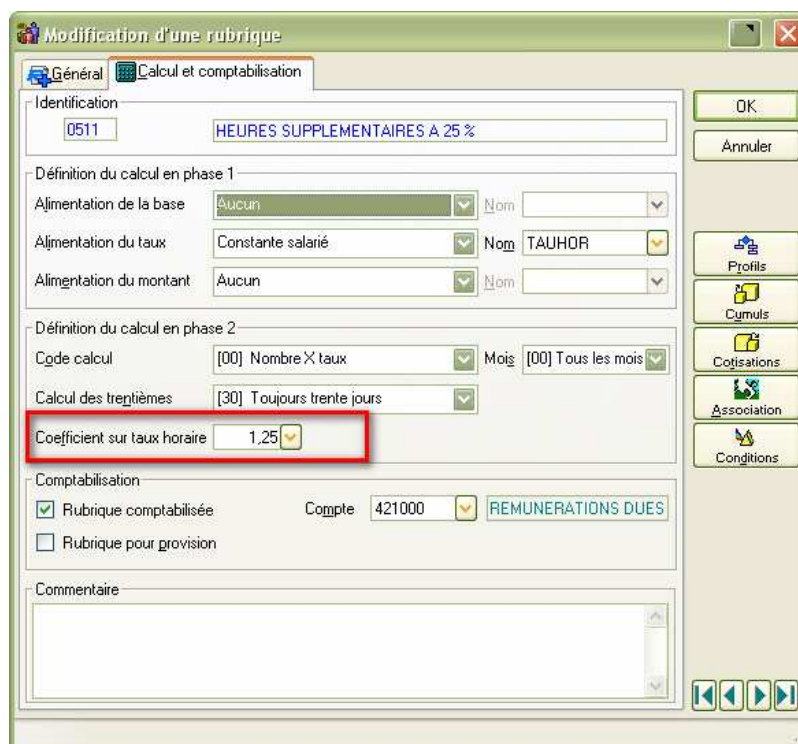 Modification d'une rubrique
Général Calcul et comptabilisation
Identification
0511 HEURES SUPPLEMENTAIRES A 25 %
OK
Annuler
Définition du calcul en phase 1
Alimentation de la base Aucun Nom
Alimentation du taux Constante salarié Nom TAUHOR
Alimentation du montant Aucun Nom
Profils
Cumuls
Cotisations
Association
Conditions
Définition du calcul en phase 2
Code calcul [00] Nombre X taux Mois [00] Tous les mois
Calcul des trentièmes [30] Toujours trente jours
Coefficient sur taux horaire 1,25
Comptabilisation
Rubrique comptabilisée Compte 421000 REMUNERATIONS DUES
Rubrique pour provision
Commentaire